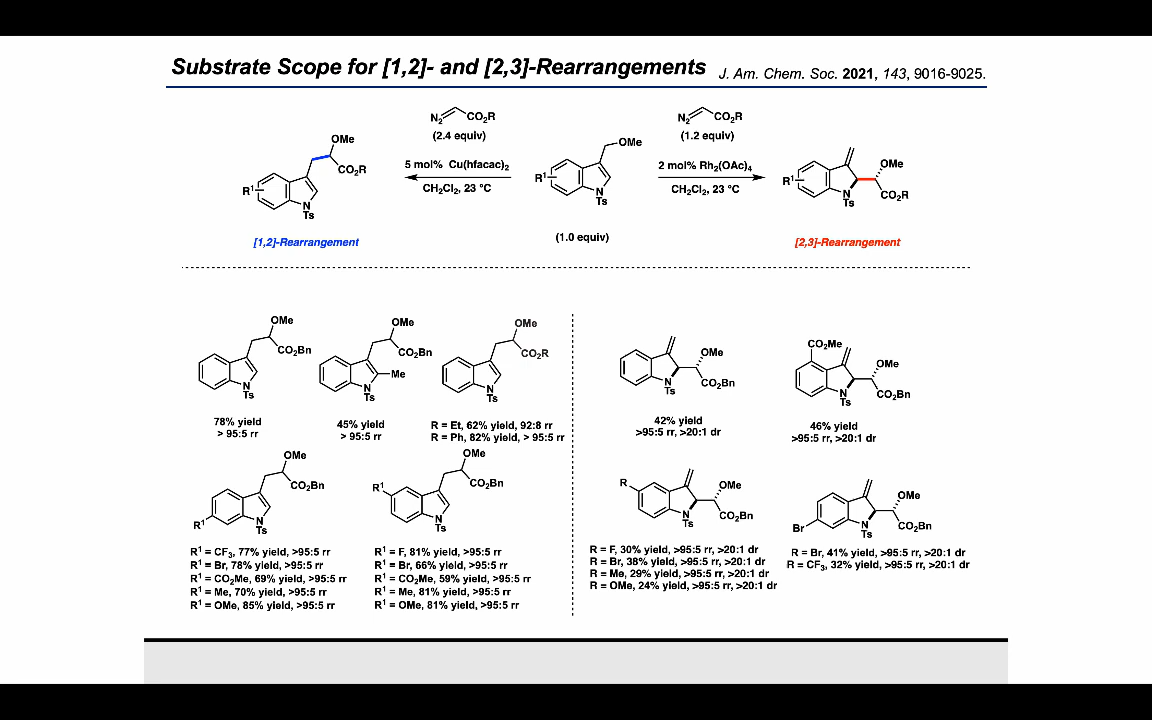 Substrate Scope for [1,2]- and [2,3]-Rearrangements J. Am. Chem. Soc. 2021, 143, 9016-9025.
N₂ CO₂R
(2.4 equiv)
5 mol% Cu(hfacac)₂
CH₂Cl₂, 23 °C
N₂ CO₂R
(1.2 equiv)
2 mol% Rh₂(OAc)₄
CH₂Cl₂, 23 °C
OMe
CO₂R
R¹
N
Ts
[1,2]-Rearrangement
OMe
R¹
N
Ts
(1.0 equiv)
OMe
R¹
N
Ts
CO₂R
[2,3]-Rearrangement
OMe
CO₂Bn
N
Ts
78% yield
> 95:5 rr
OMe
CO₂Bn
Me
N
Ts
45% yield
> 95:5 rr
OMe
CO₂R
N
Ts
R = Et, 62% yield, 92:8 rr
R = Ph, 82% yield, > 95:5 rr
OMe
CO₂Bn
N
Ts
42% yield
>95:5 rr, >20:1 dr
CO₂Me
OMe
CO₂Bn
N
Ts
46% yield
>95:5 rr, >20:1 dr
OMe
CO₂Bn
R¹
N
Ts
R¹ = CF₃, 77% yield, >95:5 rr
R¹ = Br, 78% yield, >95:5 rr
R¹ = CO₂Me, 69% yield, >95:5 rr
R¹ = Me, 70% yield, >95:5 rr
R¹ = OMe, 85% yield, >95:5 rr
OMe
CO₂Bn
R¹
N
Ts
R¹ = F, 81% yield, >95:5 rr
R¹ = Br, 66% yield, >95:5 rr
R¹ = CO₂Me, 59% yield, >95:5 rr
R¹ = Me, 81% yield, >95:5 rr
R¹ = OMe, 81% yield, >95:5 rr
R
OMe
CO₂Bn
N
Ts
R = F, 30% yield, >95:5 rr, >20:1 dr
R = Br, 38% yield, >95:5 rr, >20:1 dr
R = Me, 29% yield, >95:5 rr, >20:1 dr
R = OMe, 24% yield, >95:5 rr, >20:1 dr
OMe
CO₂Bn
Br
N
Ts
R = Br, 41% yield, >95:5 rr, >20:1 dr
R = CF₃, 32% yield, >95:5 rr, >20:1 dr